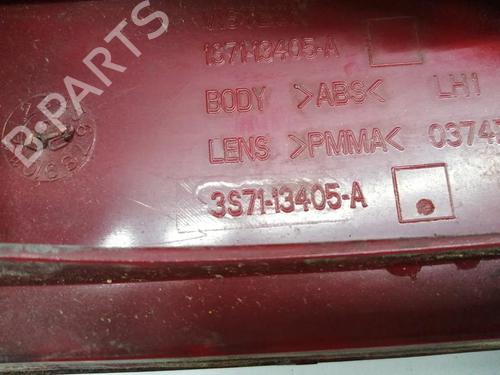 1S71-13405-A
BODY >ABS< LH1
LENS >PMMA< 0374
3S71-13405-A
B-PARTS